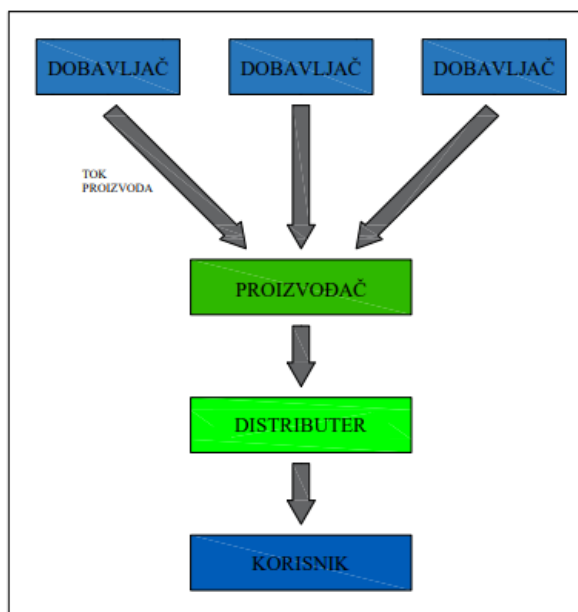 DOBAVLJAČ
DOBAVLJAČ
DOBAVLJAČ
TOK
PROIZVODA
PROIZVOĐAČ
DISTRIBUTER
KORISNIK